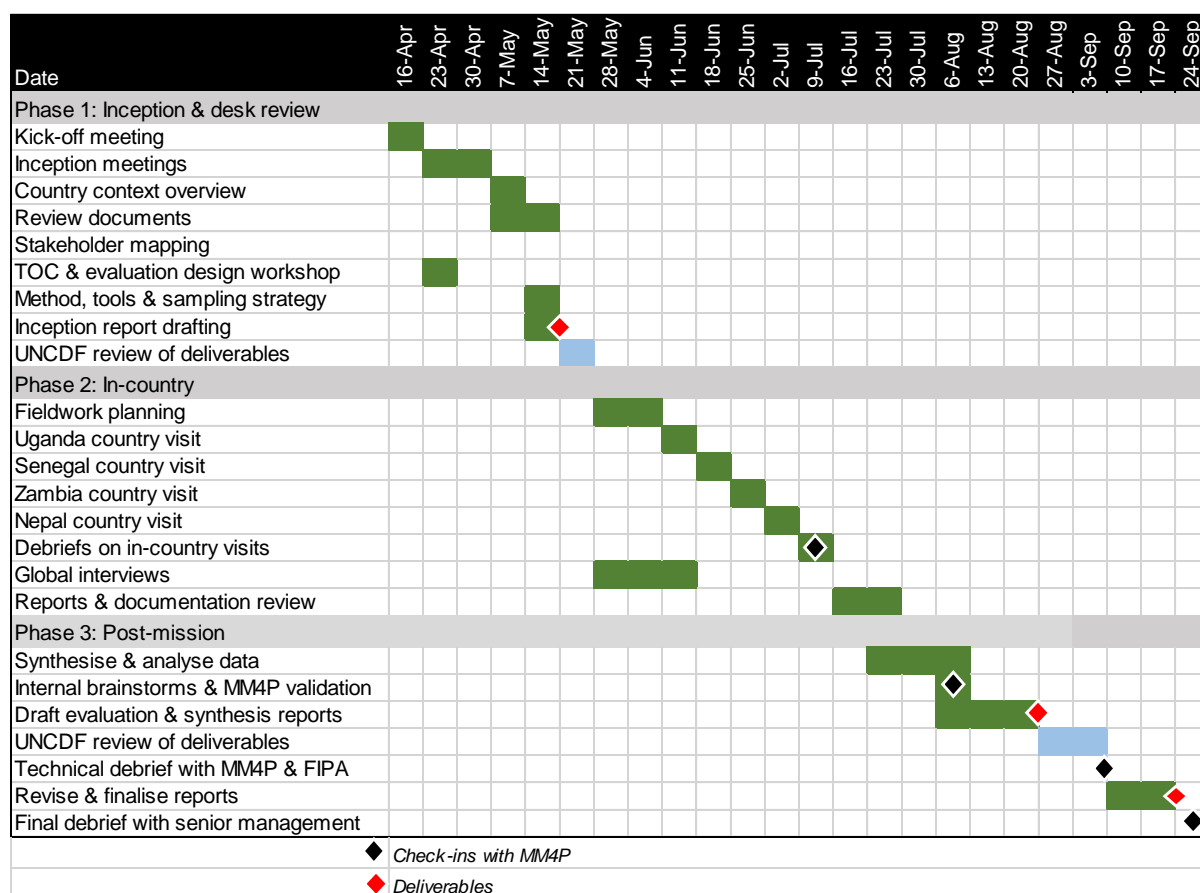 Date 16-Apr 23-Apr 30-Apr 7-May 14-May 21-May 28-May 4-Jun 11-Jun 18-Jun 25-Jun 2-Jul 9-Jul 16-Jul 23-Jul 30-Jul 6-Aug 13-Aug 20-Aug 27-Aug 3-Sep 10-Sep 17-Sep 24-Sep
Phase 1: Inception & desk review
Kick-off meeting
Inception meetings
Country context overview
Review documents
Stakeholder mapping
TOC & evaluation design workshop
Method, tools & sampling strategy
Inception report drafting
UNCDF review of deliverables
Phase 2: In-country
Fieldwork planning
Uganda country visit
Senegal country visit
Zambia country visit
Nepal country visit
Debriefs on in-country visits
Global interviews
Reports & documentation review
Phase 3: Post-mission
Synthesise & analyse data
Internal brainstorms & MM4P validation
Draft evaluation & synthesis reports
UNCDF review of deliverables
Technical debrief with MM4P & FIPA
Revise & finalise reports
Final debrief with senior management
Check-ins with MM4P
Deliverables